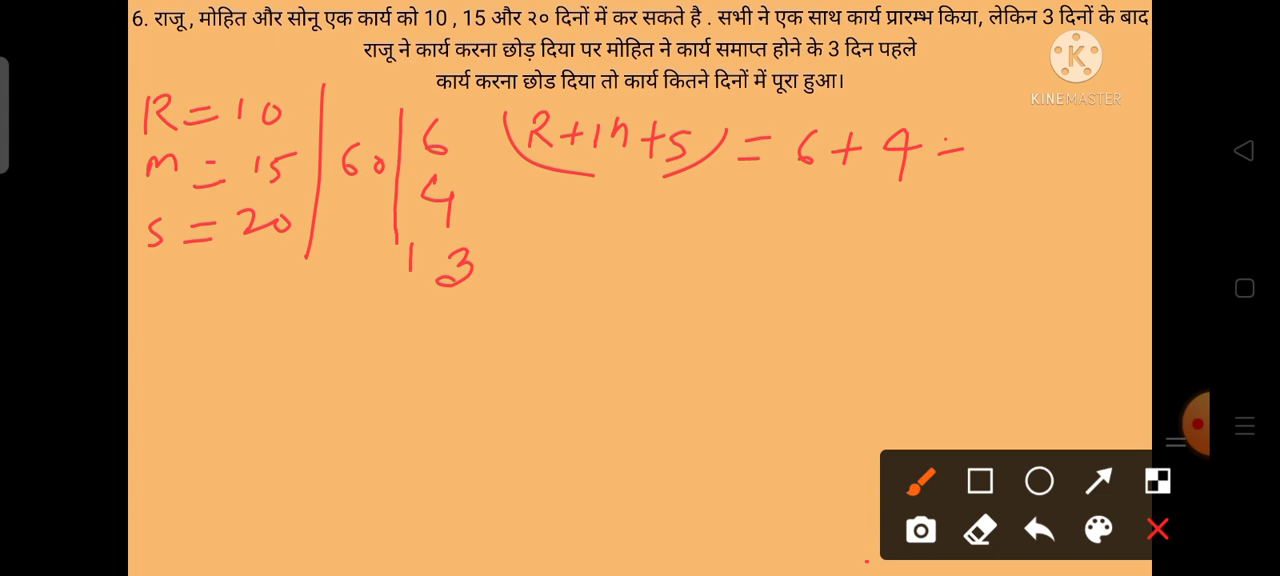 6. राजू , मोहित और सोनू एक कार्य को 10 , 15 और २० दिनों में कर सकते है . सभी ने एक साथ कार्य प्रारम्भ किया, लेकिन 3 दिनों के बाद
राजू ने कार्य करना छोड़ दिया पर मोहित ने कार्य समाप्त होने के 3 दिन पहले
कार्य करना छोड दिया तो कार्य कितने दिनों में पूरा हुआ।
K
KINEMASTER
R = 10
m = 15
S = 20
60
6
4
3
(R+m+s) = 6 + 4 =